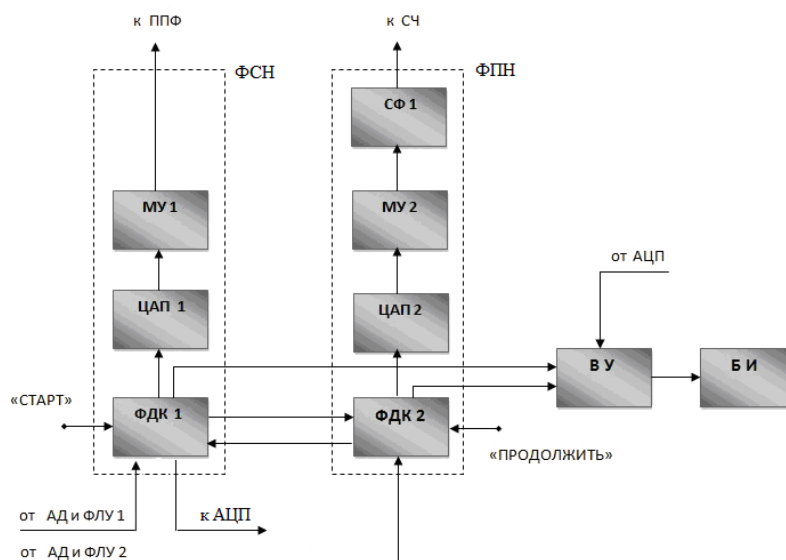 к ППФ
к СЧ
ФСН
ФПН
СФ 1
МУ 1
МУ 2
от АЦП
ЦАП 1
ЦАП 2
В У
Б И
«СТАРТ»
ФДК 1
ФДК 2
«ПРОДОЛЖИТЬ»
от АД и ФЛУ 1
к АЦП
от АД и ФЛУ 2